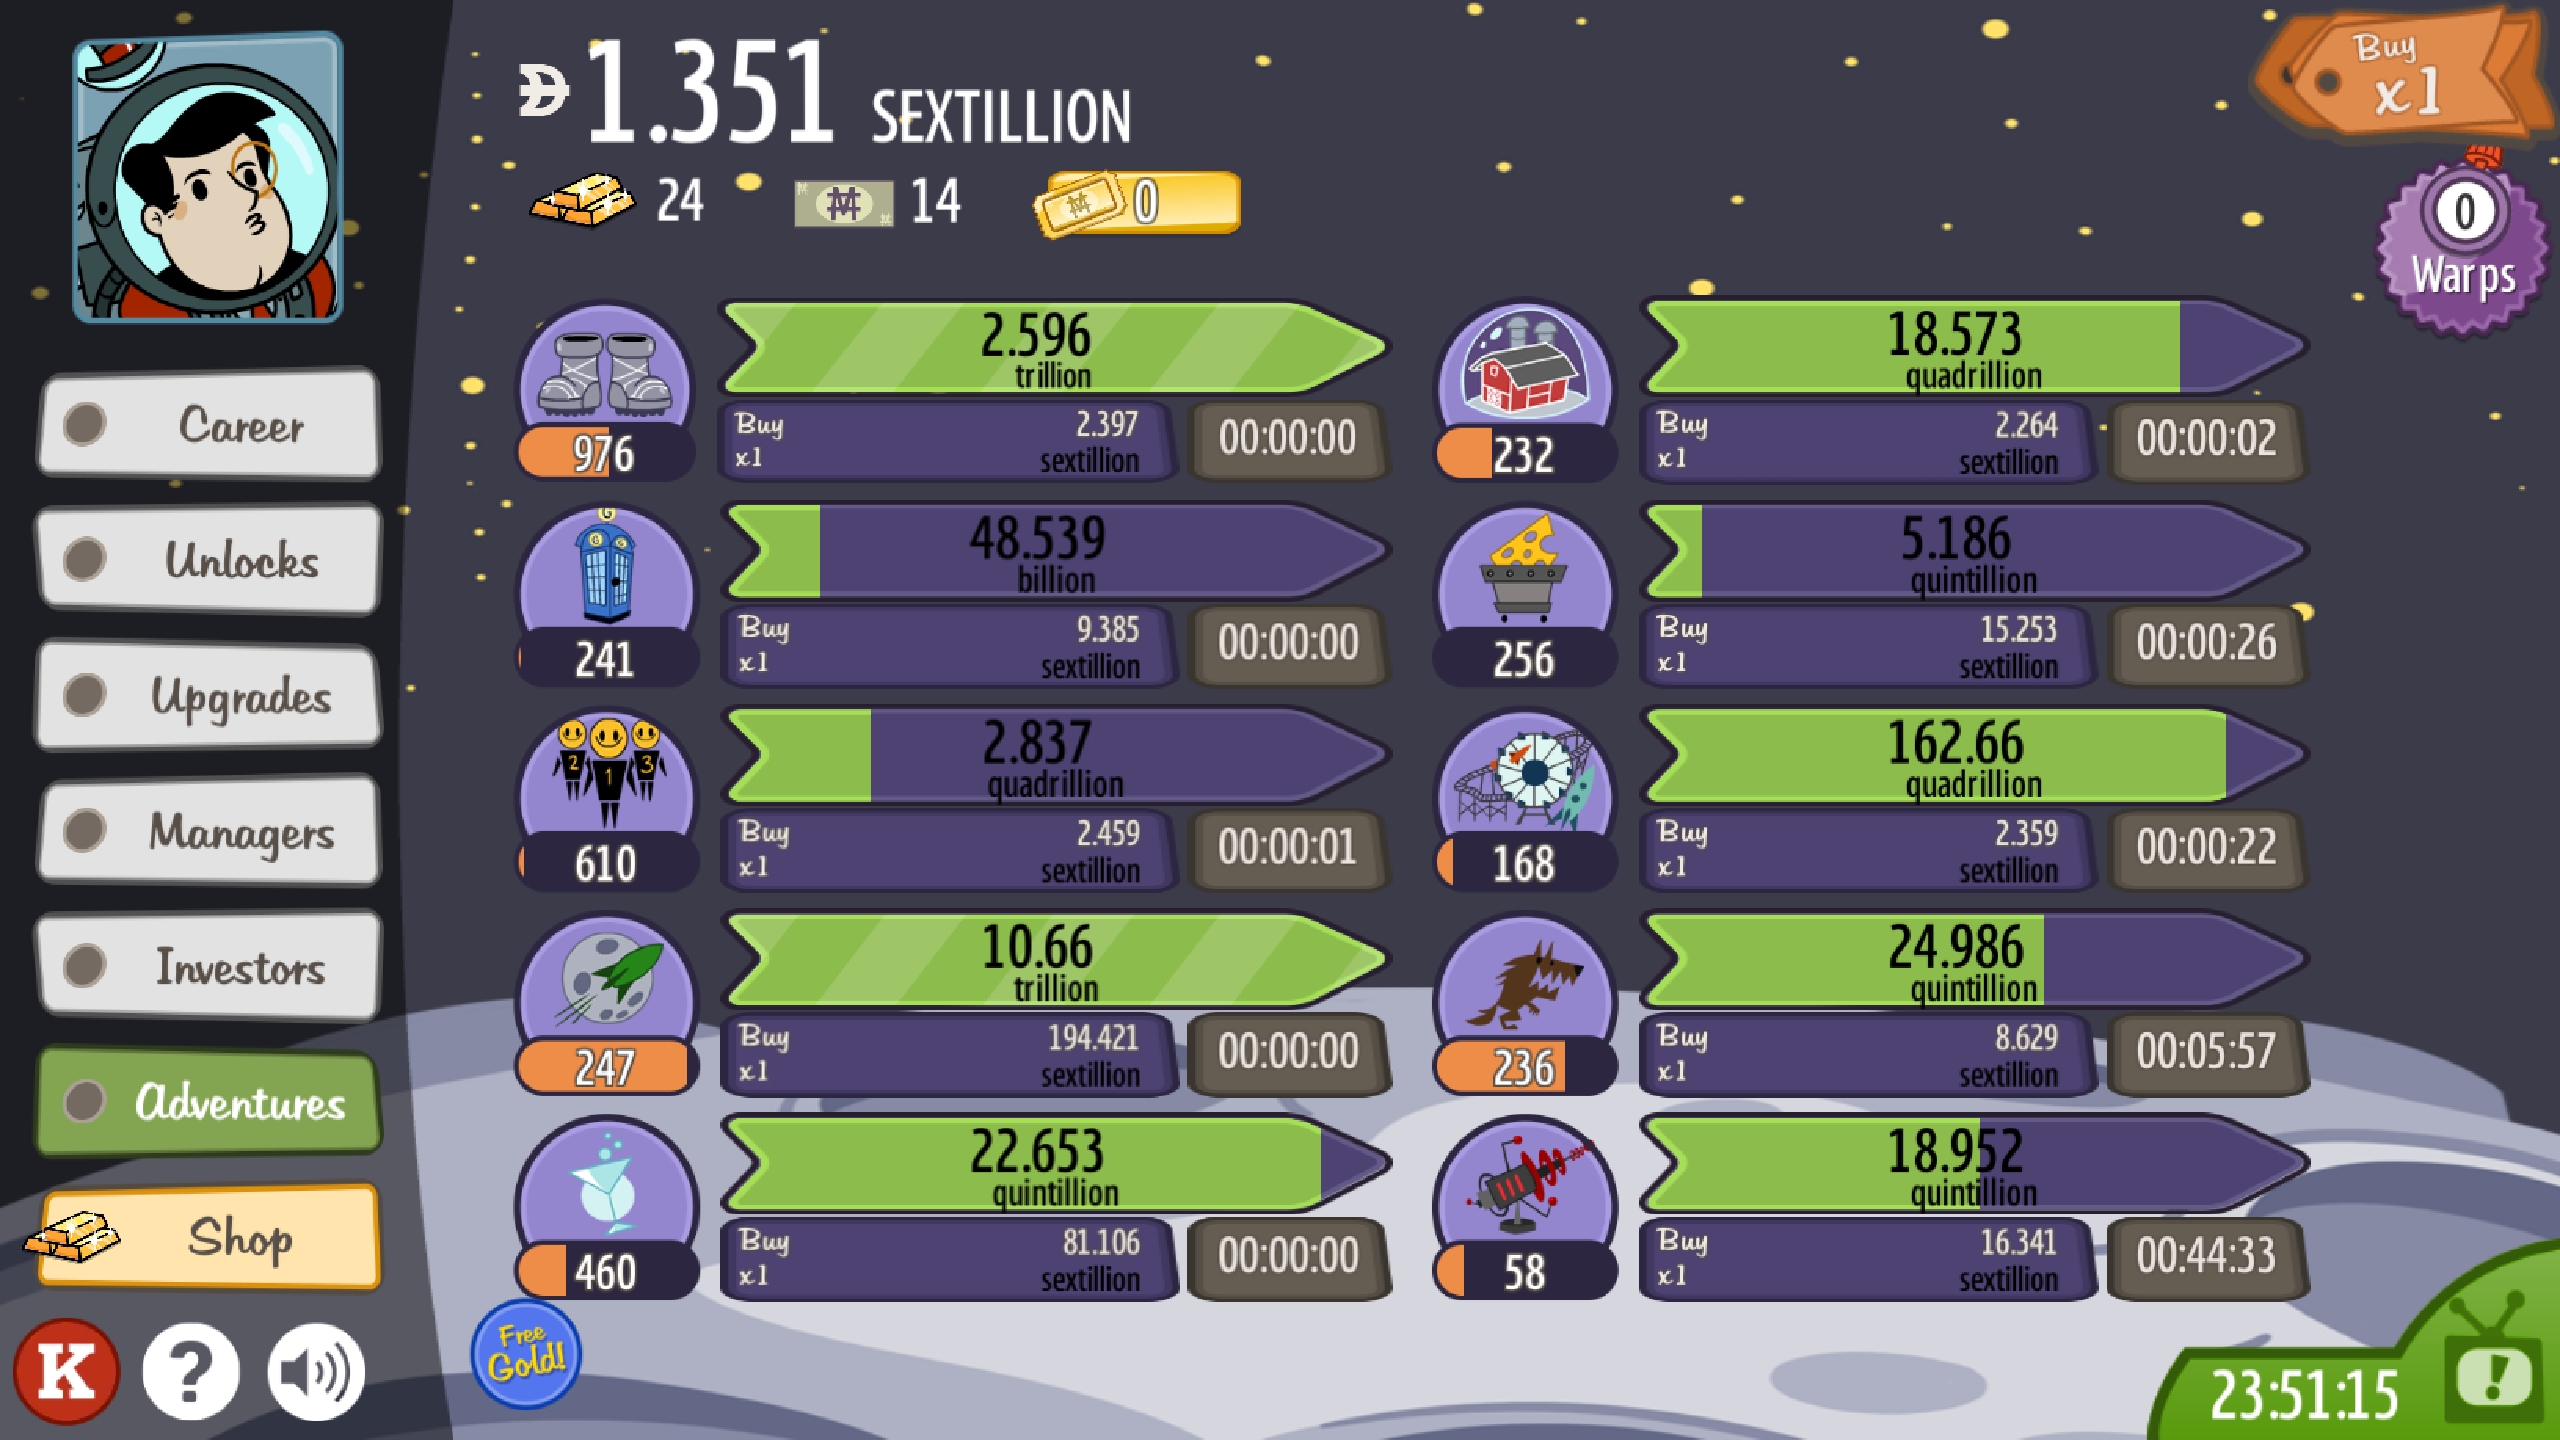 1.351 SEXTILLION
24 14 0
Buy
x1
0
Warps
Career
Unlocks
Upgrades
Managers
Investors
Adventures
Shop
K ?
2.596
trillion
976
Buy
x1
2.397
sextillion
00:00:00
48.539
billion
241
Buy
x1
9.385
sextillion
00:00:00
2 1 3
2.837
quadrillion
610
Buy
x1
2.459
sextillion
00:00:01
10.66
trillion
247
Buy
x1
194.421
sextillion
00:00:00
22.653
quintillion
460
Buy
x1
81.106
sextillion
00:00:00
18.573
quadrillion
232
Buy
x1
2.264
sextillion
00:00:02
5.186
quintillion
256
Buy
x1
15.253
sextillion
00:00:26
162.66
quadrillion
168
Buy
x1
2.359
sextillion
00:00:22
24.986
quintillion
236
Buy
x1
8.629
sextillion
00:05:57
18.952
quintillion
58
Buy
x1
16.341
sextillion
00:44:33
Free
Gold!
23:51:15 !